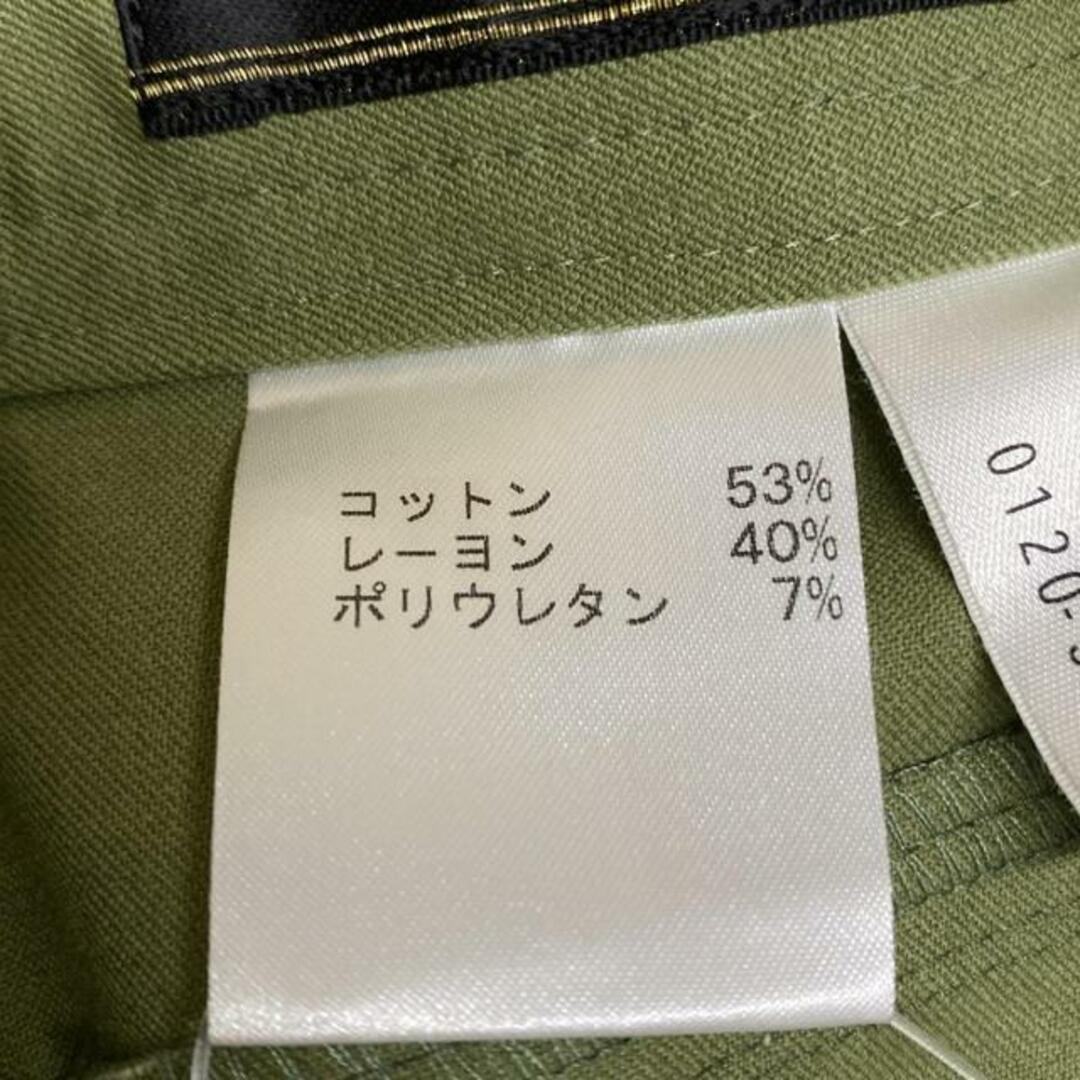 コットン 53%
レーヨン 40%
ポリウレタン 7%
0120-